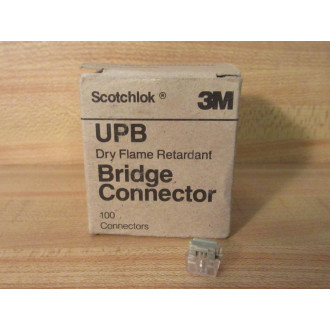 Scotchlok ® 3M
UPB
Dry Flame Retardant
Bridge
Connector
100
Connectors